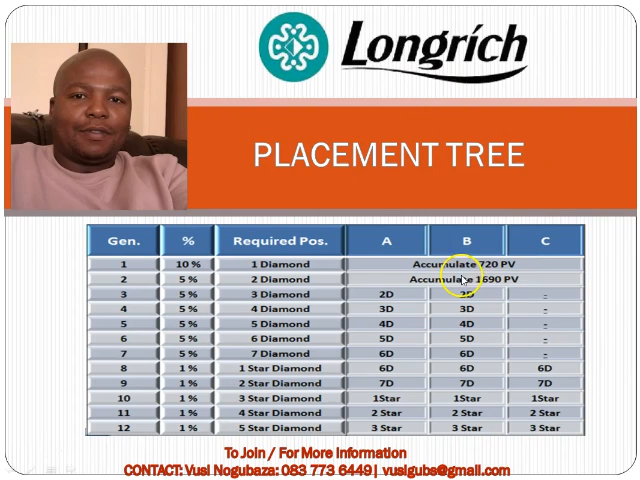 Longrích
PLACEMENT TREE
Gen. % Required Pos. A B C
1 10 % 1 Diamond Accumulate 720 PV
2 5 % 2 Diamond Accumulate 1690 PV
3 5 % 3 Diamond 2D 2D -
4 5 % 4 Diamond 3D 3D -
5 5 % 5 Diamond 4D 4D -
6 5 % 6 Diamond 5D 5D -
7 5 % 7 Diamond 6D 6D -
8 1 % 1 Star Diamond 6D 6D 6D
9 1 % 2 Star Diamond 7D 7D 7D
10 1 % 3 Star Diamond 1Star 1Star 1Star
11 1 % 4 Star Diamond 2 Star 2 Star 2 Star
12 1 % 5 Star Diamond 3 Star 3 Star 3 Star
To Join / For More Information
CONTACT: Vusi Nogubaza: 083 773 6449| vusigubs@gmail.com